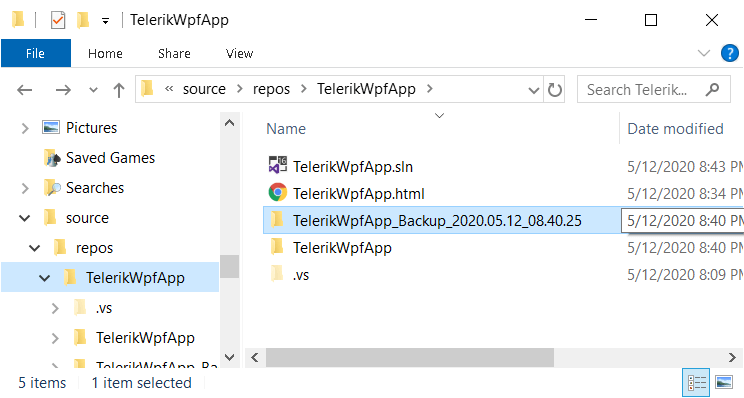 TelerikWpfApp
File Home Share View
« source repos TelerikWpfApp Search Telerik...
Pictures
Saved Games
Searches
source
repos
TelerikWpfApp
.vs
TelerikWpfApp
TelerikWpfApp_Ba
Name Date modified
TelerikWpfApp.sln 5/12/2020 8:43 PM
TelerikWpfApp.html 5/12/2020 8:34 PM
TelerikWpfApp_Backup_2020.05.12_08.40.25 5/12/2020 8:40 PM
TelerikWpfApp 5/12/2020 8:40 PM
.vs 5/12/2020 8:09 PM
5 items 1 item selected